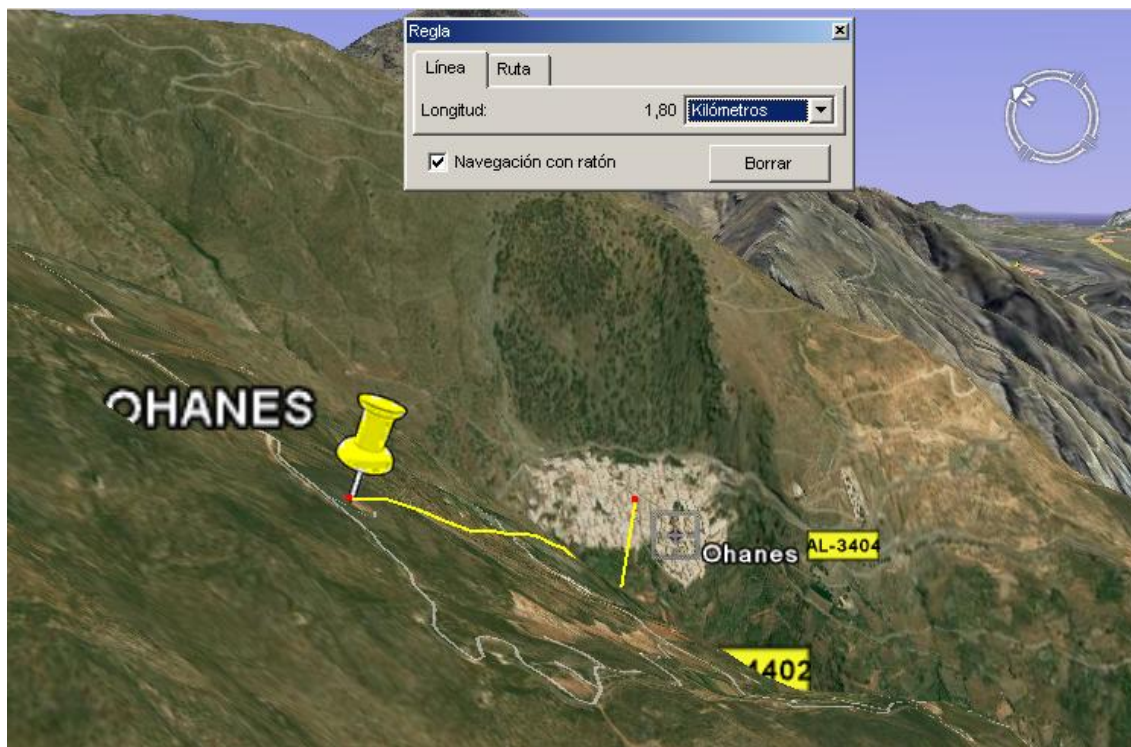 Regla
Línea
Ruta
Longitud:
1,80
Kilómetros
Navegación con ratón
Borrar
N
OHANES
Ohanes
AL-3404
4402